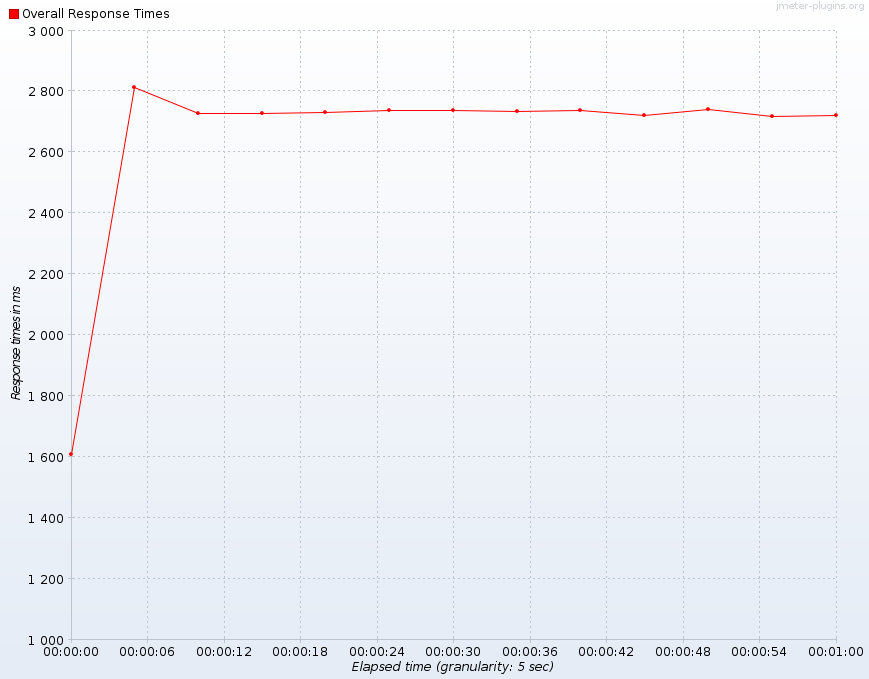 jmeter-plugins.org
Overall Response Times
3 000
2 800
2 600
2 400
2 200
2 000
1 800
1 600
1 400
1 200
1 000
Response times in ms
00:00:00 00:00:06 00:00:12 00:00:18 00:00:24 00:00:30 00:00:36 00:00:42 00:00:48 00:00:54 00:01:00
Elapsed time (granularity: 5 sec)